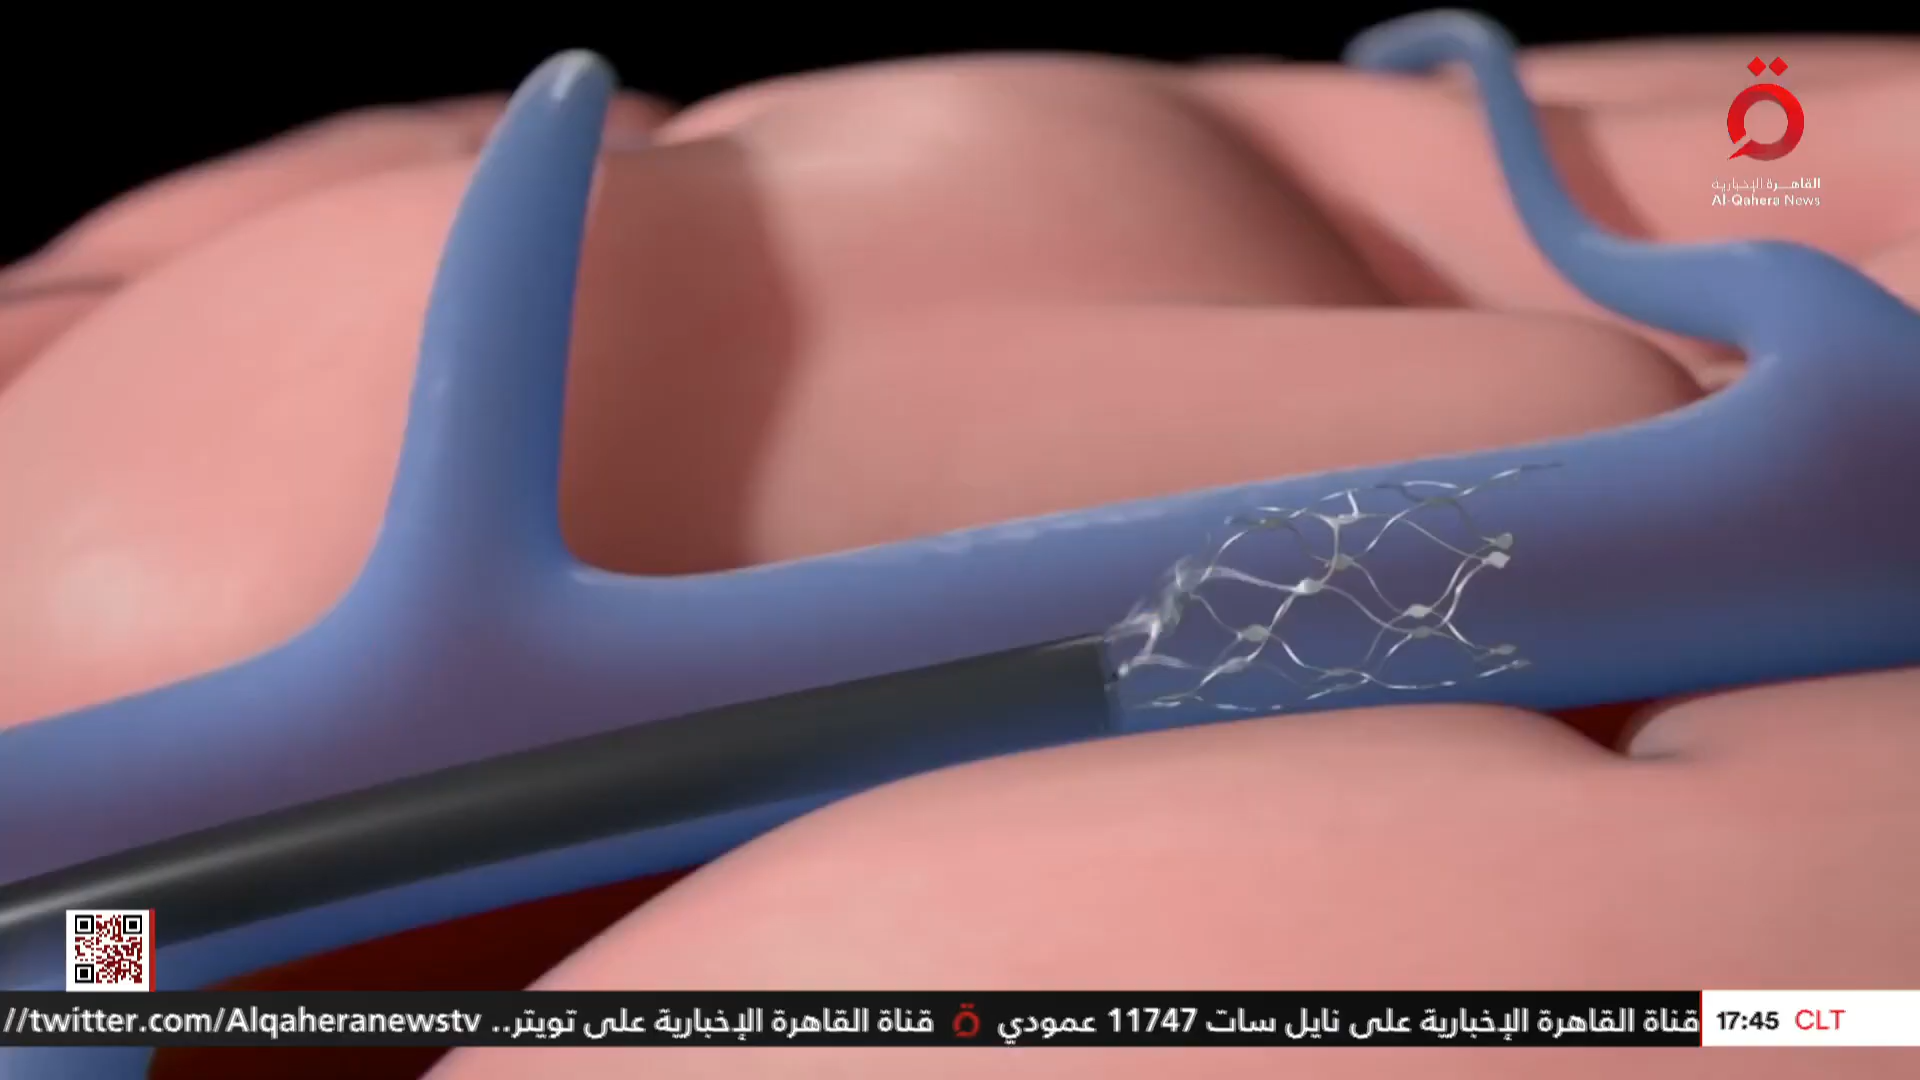 القاهرة الإخبارية
Al-Qahera News
قناة القاهرة الإخبارية على نايل سات 11747 عمودي
قناة القاهرة الإخبارية على تويتر.. //twitter.com/Alqaheranewstv
17:45 CLT